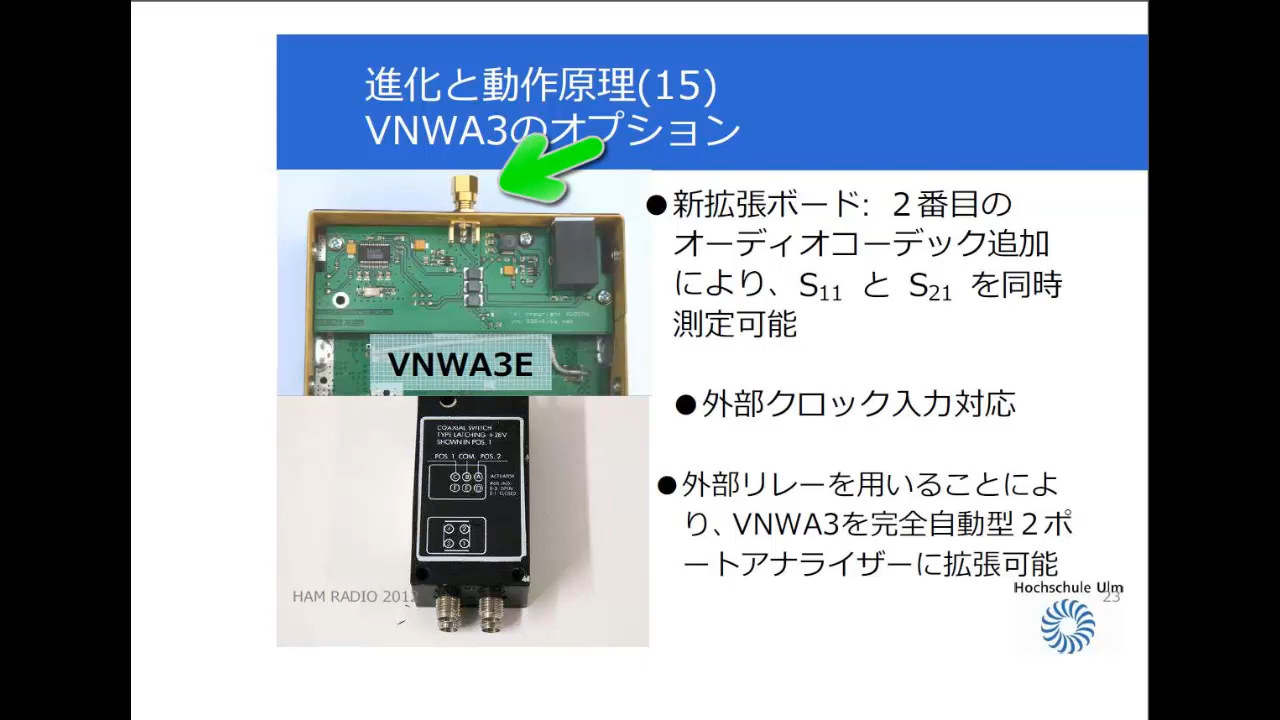 進化と動作原理(15)
VNWA3のオプション
●新拡張ボード: ２番目の
オーディオコーデック追加
により、S11 と S21 を同時
測定可能
VNWA3E
●外部クロック入力対応
COAXIAL SWITCH
TYPE LATCHING +28V
SHOWN IN POS. 1
POS. 1 COM. POS. 2
C B A
ACTUATOR
F E D
●外部リレーを用いることによ
り、VNWA3を完全自動型２ポ
ートアナライザーに拡張可能
HAM RADIO 2012
Hochschule Ulm
23